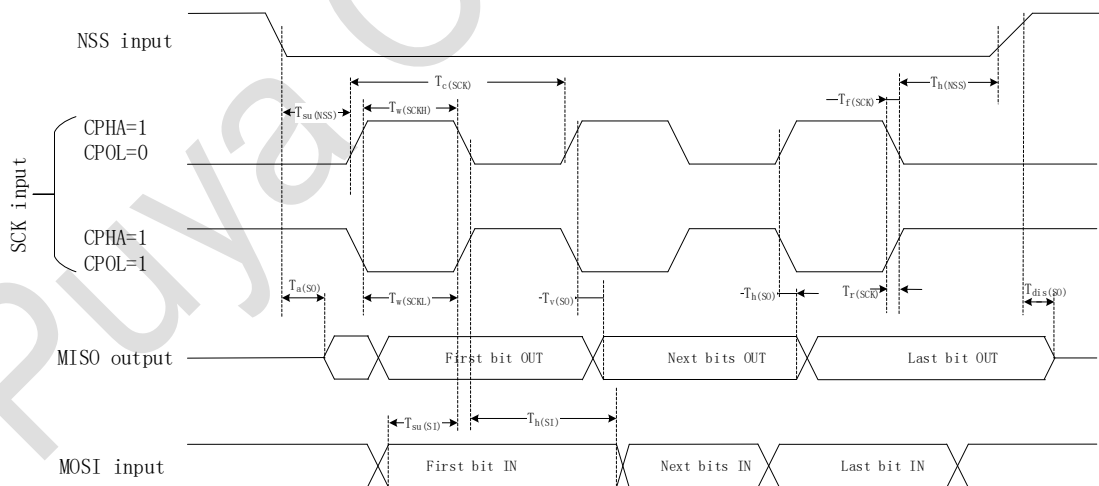 NSS input
Tc(SCK)
Tsu(NSS)
Tw(SCKH)
Tf(SCK)
Th(NSS)
SCK input
CPHA=1
CPOL=0
CPHA=1
CPOL=1
Ta(SO)
Tw(SCKL)
Tv(SO)
Th(SO)
Tr(SCK)
Tdis(SO)
MISO output
First bit OUT
Next bits OUT
Last bit OUT
Tsu(SI)
Th(SI)
MOSI input
First bit IN
Next bits IN
Last bit IN
Puya C